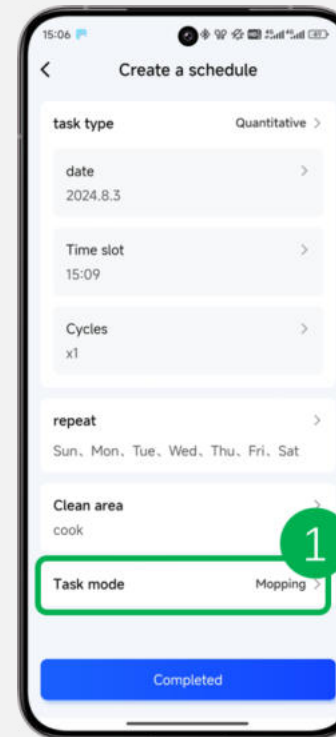 15:06
Create a schedule
task type Quantitative
date
2024.8.3
Time slot
15:09
Cycles
x1
repeat
Sun、Mon、Tue、Wed、Thu、Fri、Sat
Clean area
cook
1
Task mode Mopping
Completed